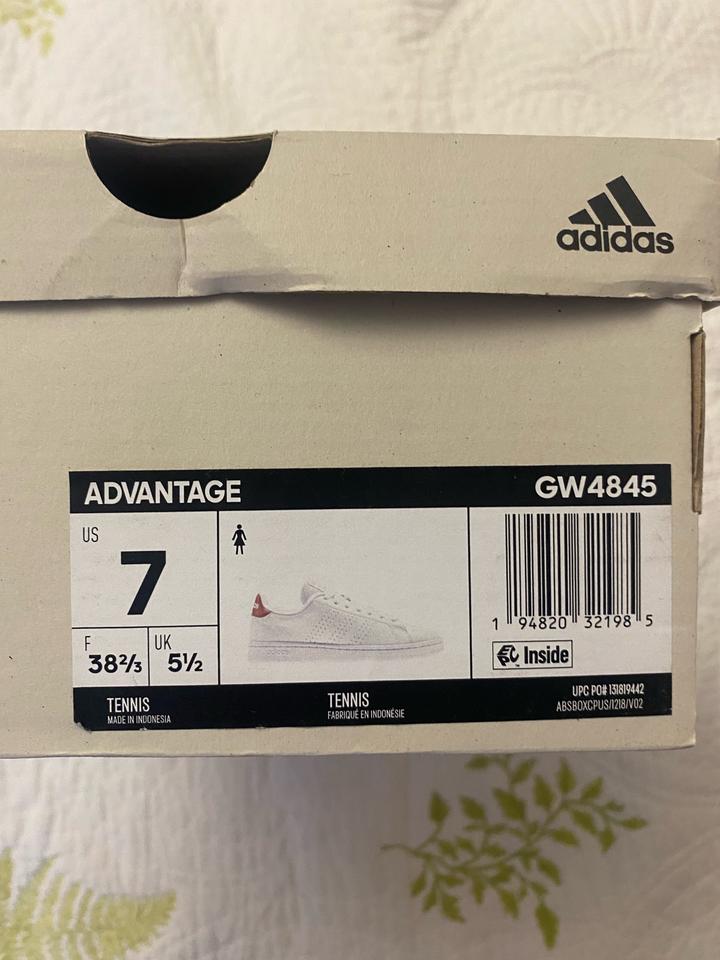 adidas
ADVANTAGE
GW4845
US
7
F
38⅔
UK
5½
1 94820 32198 5
Inside
TENNIS
MADE IN INDONESIA
TENNIS
FABRIQUÉ EN INDONÉSIE
UPC PO# 131819442
ABSBOXCPUS/1218/V02